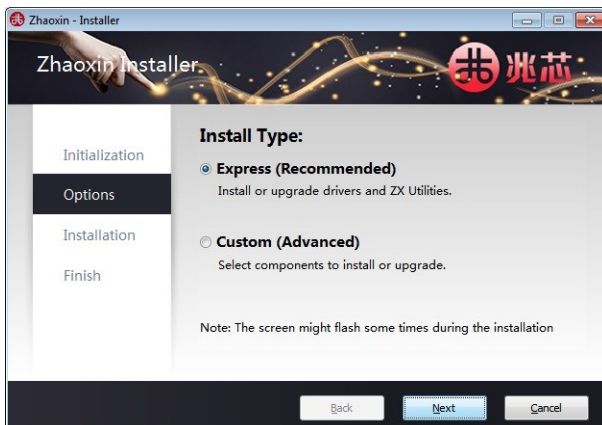 Zhaoxin - Installer
Zhaoxin Installer
兆芯
Initialization
Options
Installation
Finish
Install Type:
Express (Recommended)
Install or upgrade drivers and ZX Utilities.
Custom (Advanced)
Select components to install or upgrade.
Note: The screen might flash some times during the installation
Back
Next
Cancel